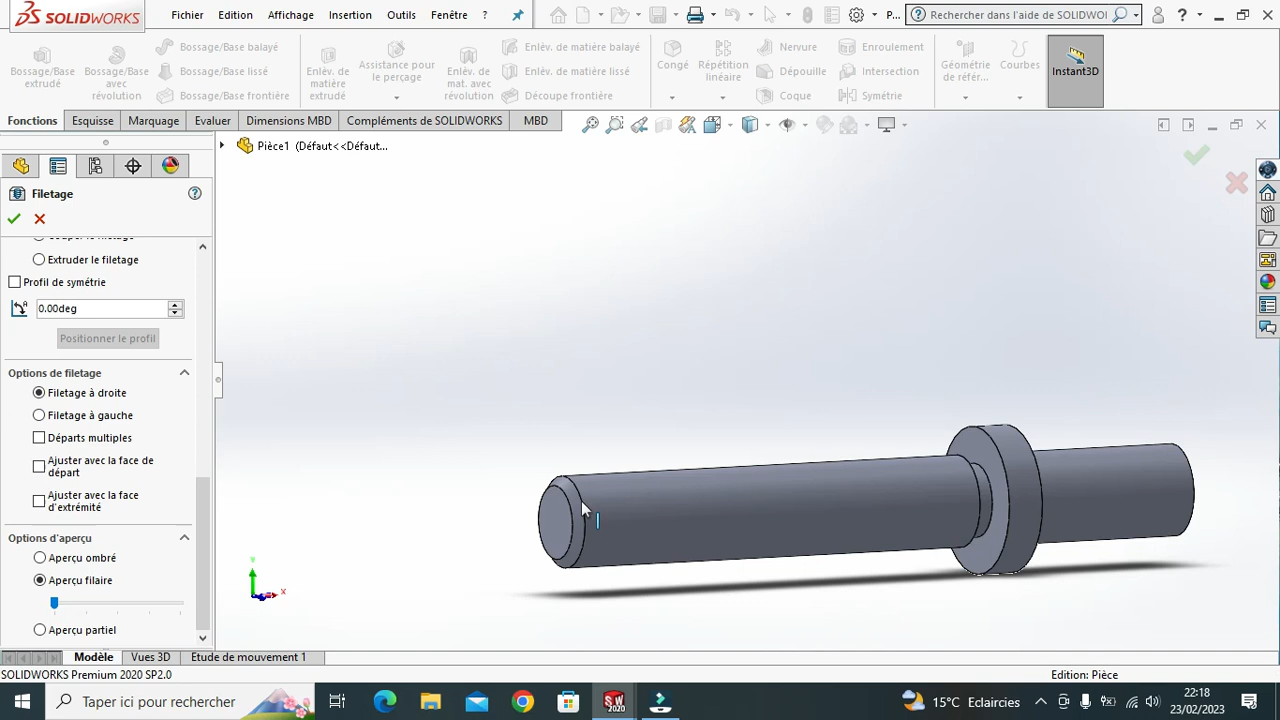 SOLIDWORKS Fichier Edition Affichage Insertion Outils Fenêtre ? P... Rechercher dans l'aide de SOLIDWOI ?
Bossage/Base extrudé
Bossage/Base avec révolution
Bossage/Base balayé
Bossage/Base lissé
Bossage/Base frontière
Enlèv. de matière extrudé
Assistance pour le perçage
Enlèv. de mat. avec révolution
Enlèv. de matière balayé
Enlèv. de matière lissé
Découpe frontière
Congé
Répétition linéaire
Nervure
Dépouille
Coque
Enroulement
Intersection
Symétrie
Géométrie de référ...
Courbes
Instant3D
Fonctions Esquisse Marquage Evaluer Dimensions MBD Compléments de SOLIDWORKS MBD
Pièce1 (Défaut<<Défaut...
Filetage
Extruder le filetage
Profil de symétrie
0.00deg
Positionner le profil
Options de filetage
Filetage à droite
Filetage à gauche
Départs multiples
Ajuster avec la face de
départ
Ajuster avec la face
d'extrémité
Options d'aperçu
Aperçu ombré
Aperçu filaire
Aperçu partiel
Y
X
Modèle Vues 3D Etude de mouvement 1
SOLIDWORKS Premium 2020 SP2.0 Edition: Pièce
Taper ici pour rechercher
SW
2020
15°C Eclaircies
22:18
23/02/2023